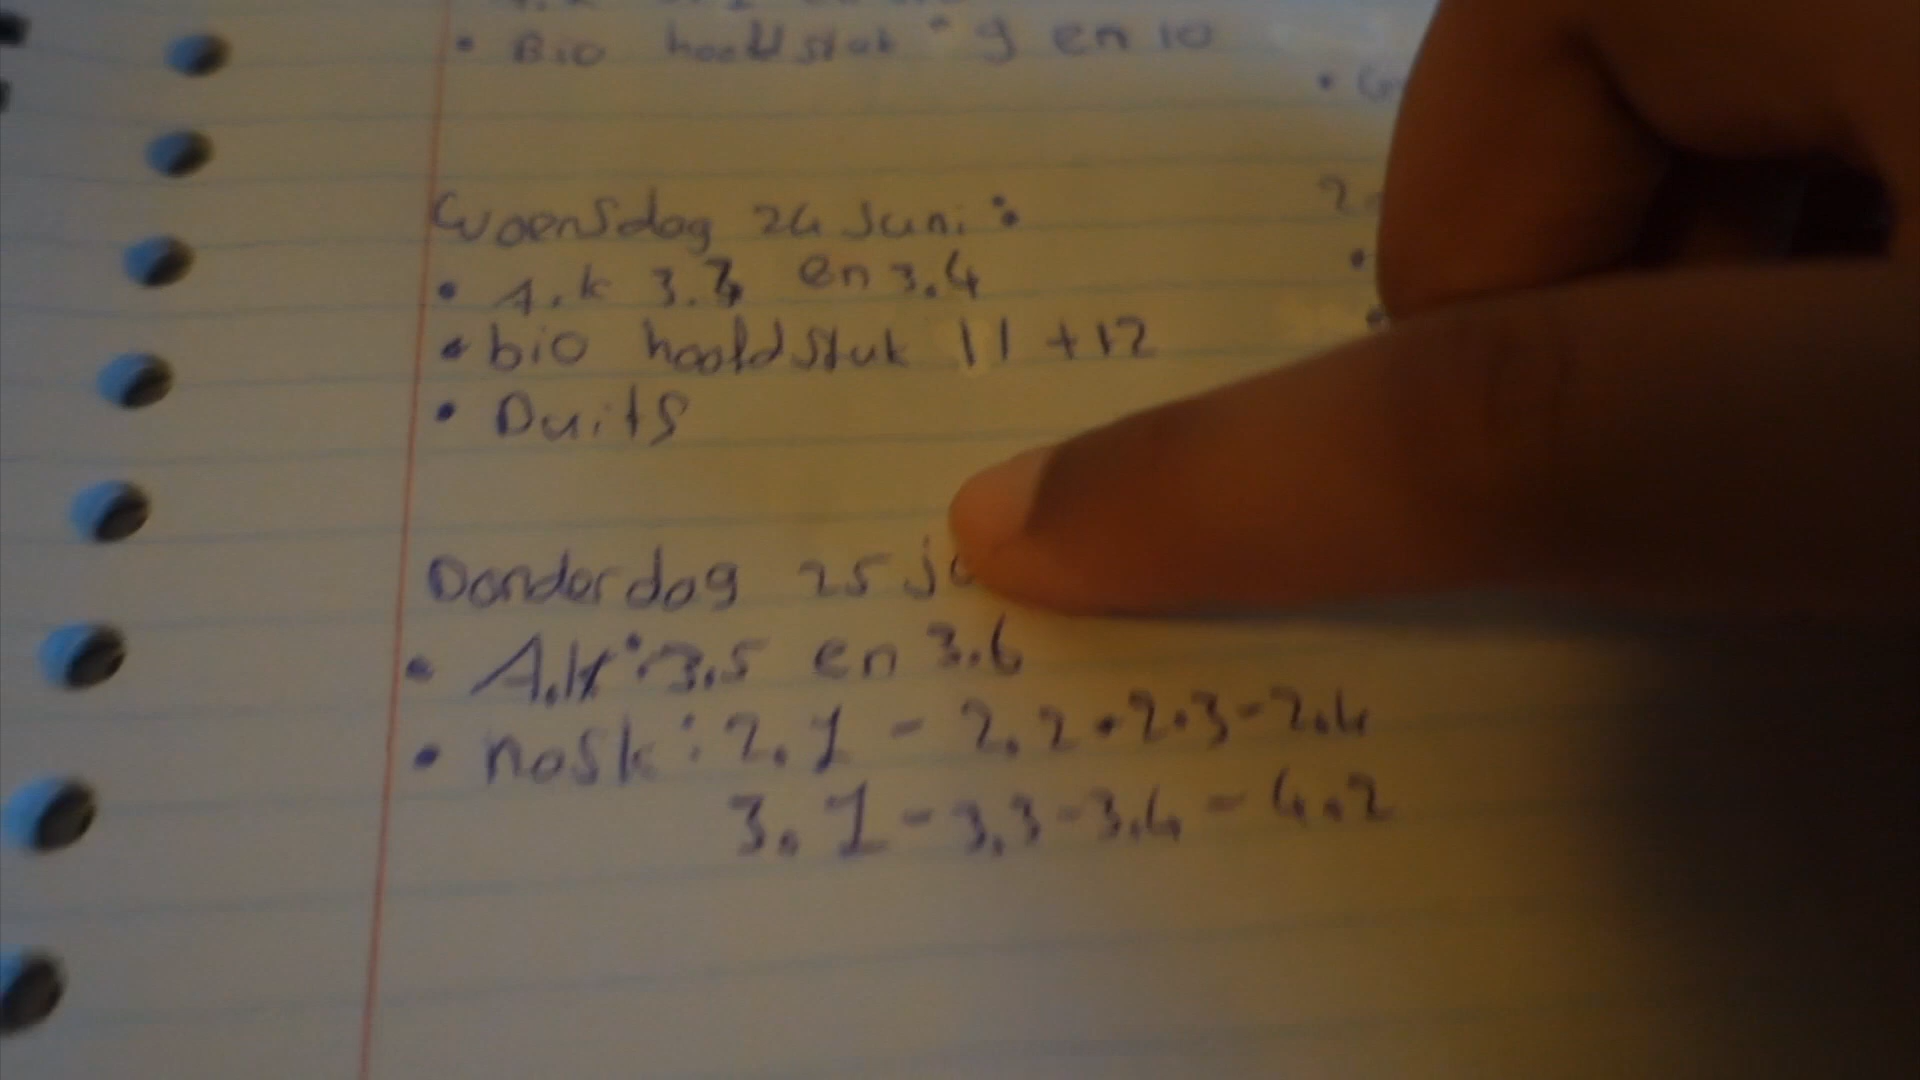 • Bio hoofdstuk 9 en 10
Woensdag 24 Juni:
• A.k 3.3 en 3.4
• bio hoofdstuk 11 + 12
• Duits
Donderdag 25
• A.K: 3.5 en 3.6
• nask: 2.1 - 2.2 • 2.3 - 2.4
3.1 - 3.3 - 3.4 - 4.2